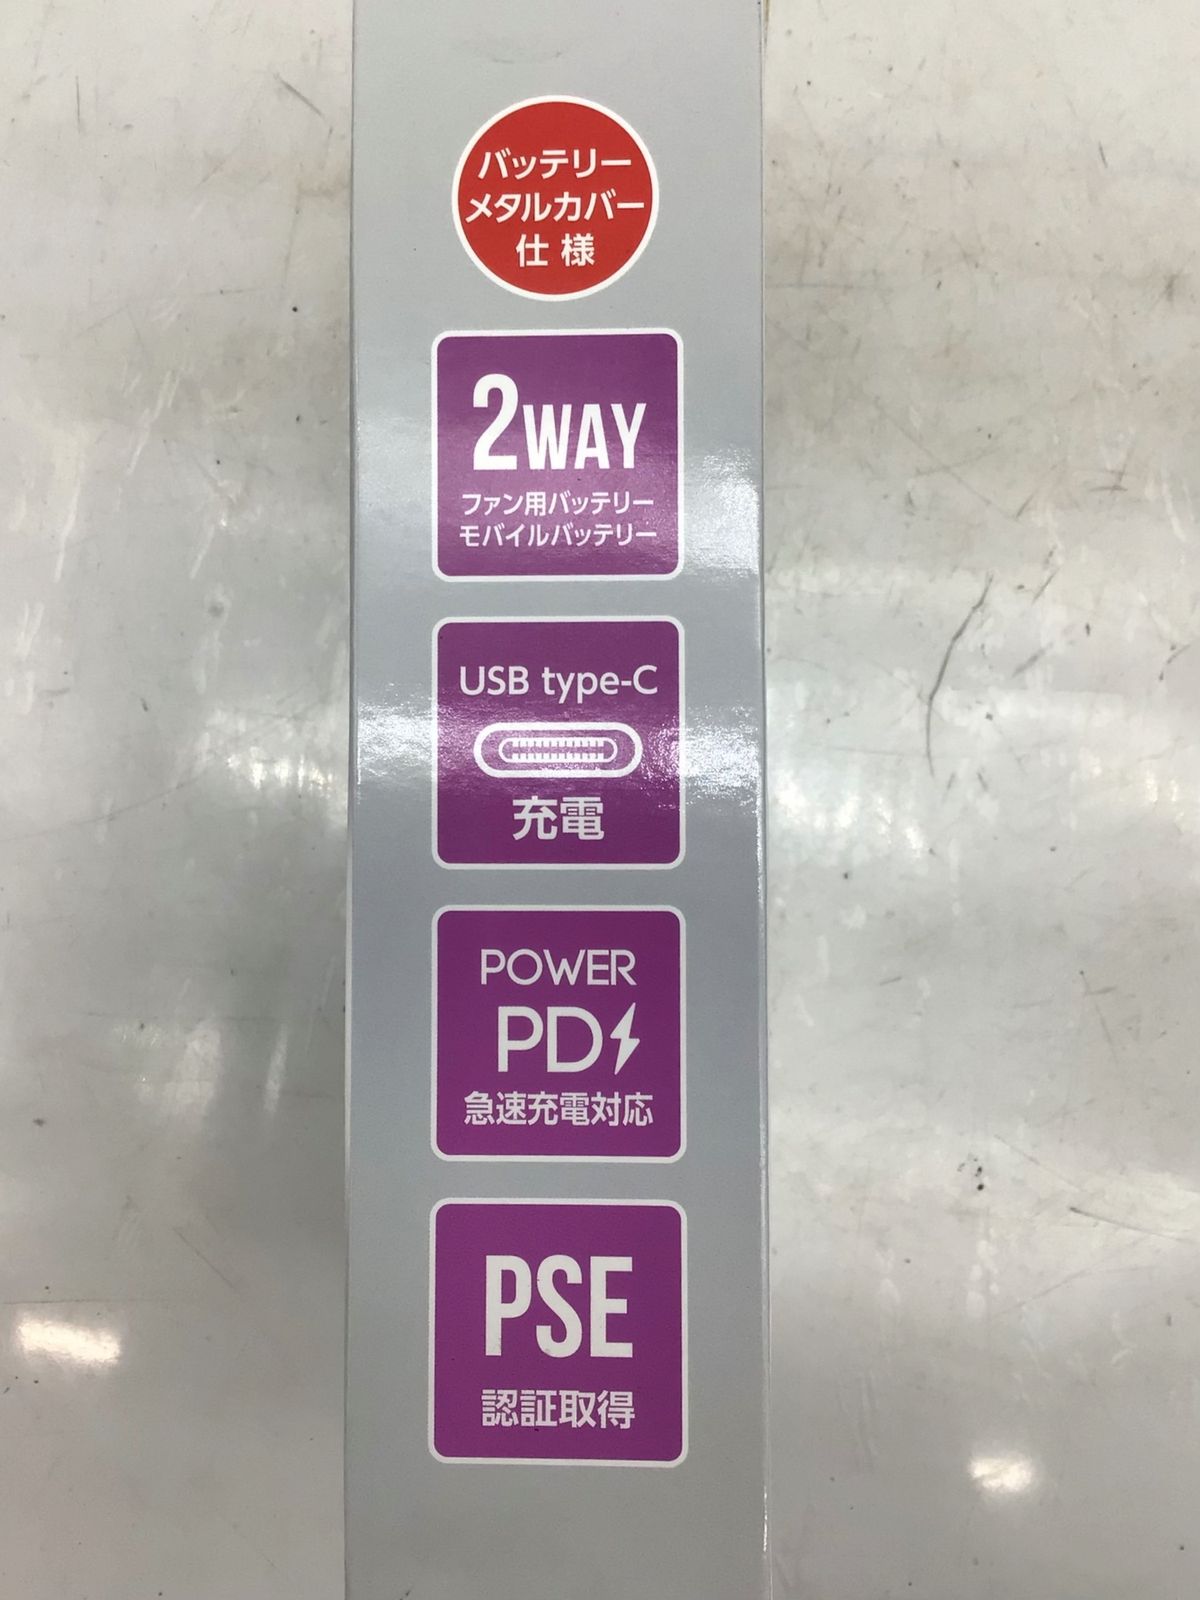 バッテリー
メタルカバー
仕様
2WAY
ファン用バッテリー
モバイルバッテリー
USB type-C
充電
POWER
PD
急速充電対応
PSE
認証取得